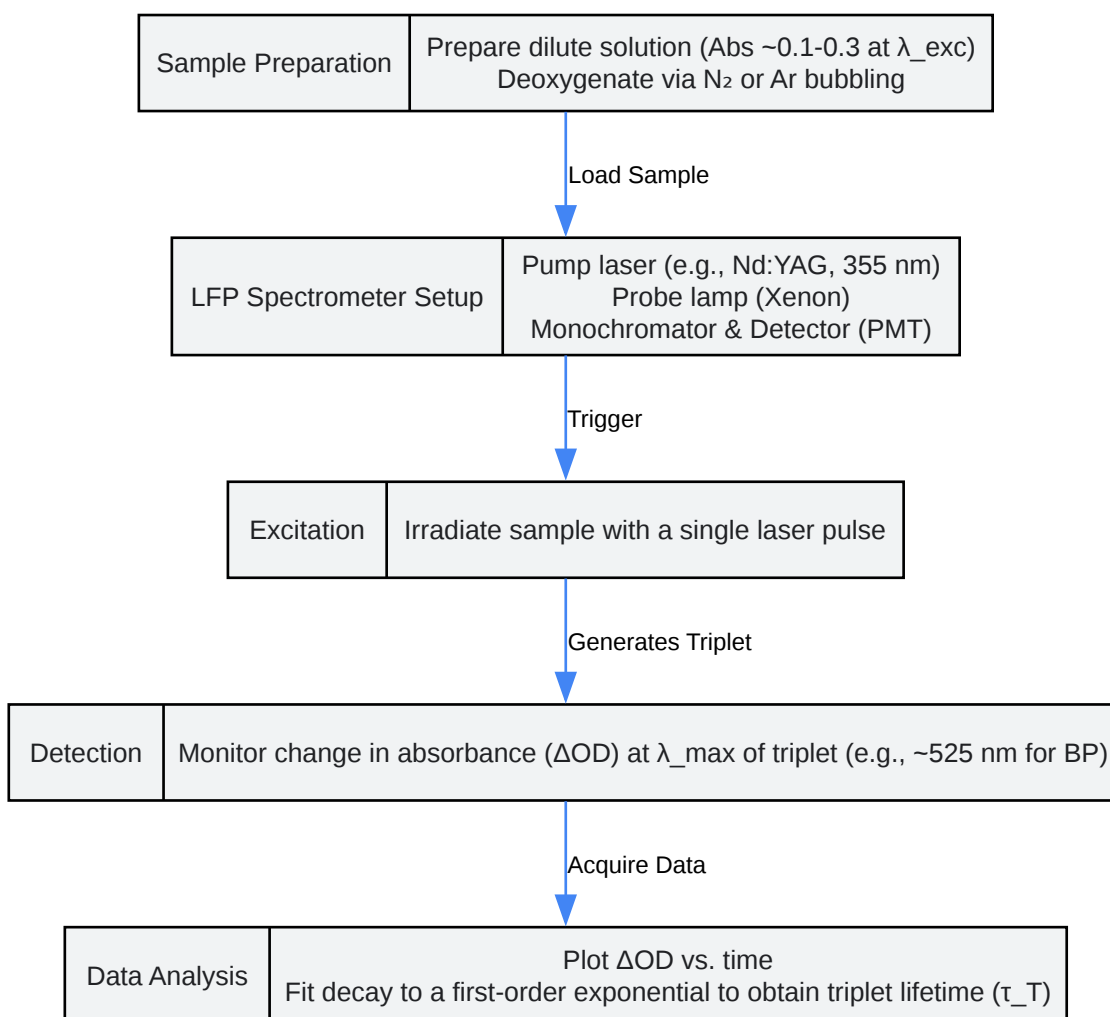 Sample Preparation
Prepare dilute solution (Abs ~0.1-0.3 at λ_exc)
Deoxygenate via N₂ or Ar bubbling
Load Sample
LFP Spectrometer Setup
Pump laser (e.g., Nd:YAG, 355 nm)
Probe lamp (Xenon)
Monochromator & Detector (PMT)
Trigger
Excitation
Irradiate sample with a single laser pulse
Generates Triplet
Detection
Monitor change in absorbance (ΔOD) at λ_max of triplet (e.g., ~525 nm for BP)
Acquire Data
Data Analysis
Plot ΔOD vs. time
Fit decay to a first-order exponential to obtain triplet lifetime (τ_T)